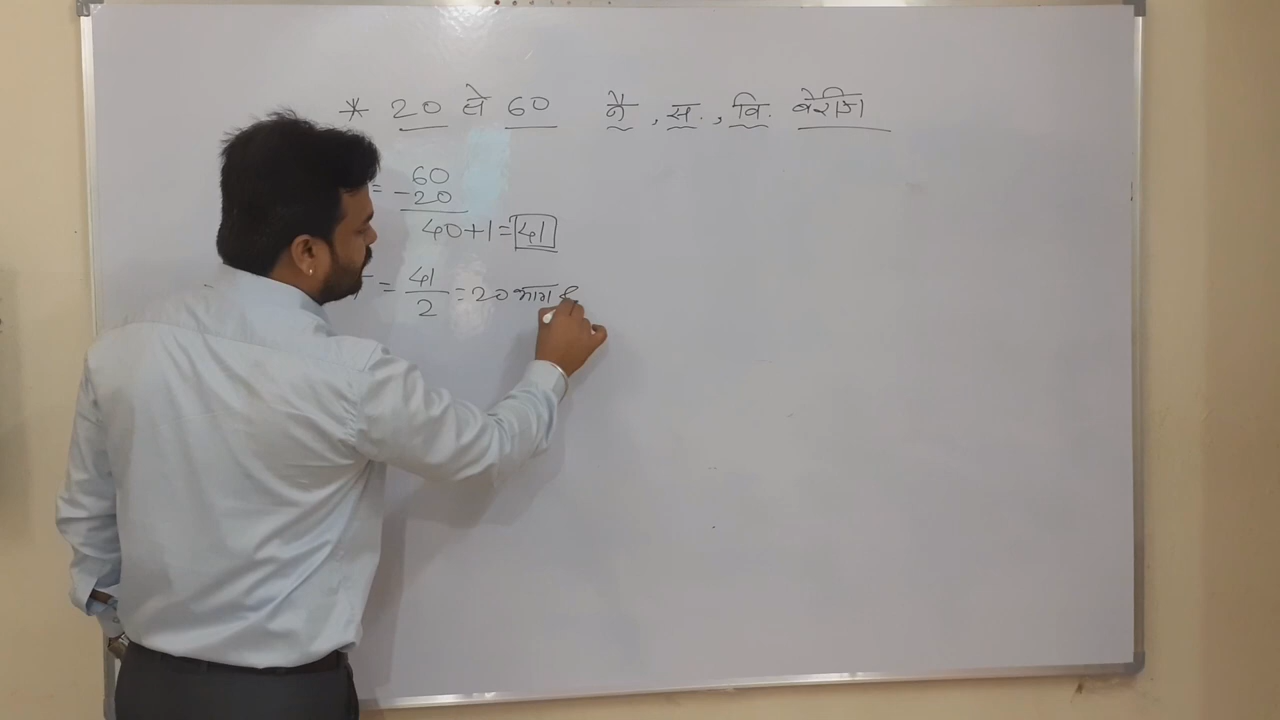 * 20 ते 60 नै, स., वि. बेरीज
= 60
- 20
40+1=41
= 41/2 = 20 भाग